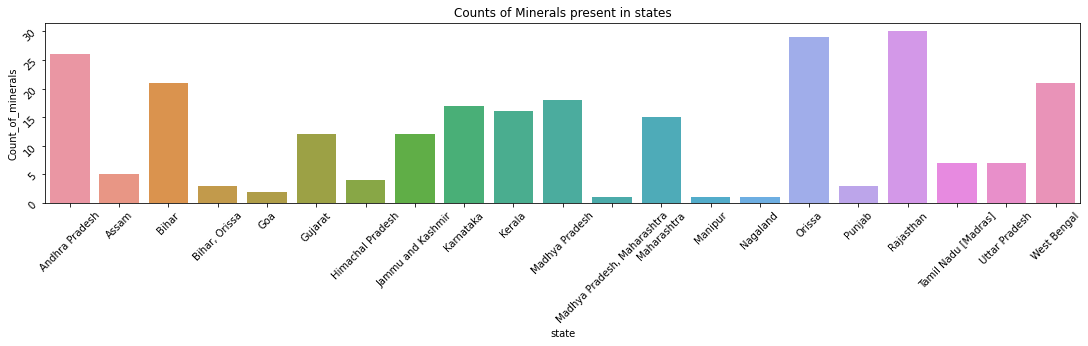 Counts of Minerals present in states
Count_of_minerals
30
25
20
15
10
5
0
Andhra Pradesh
Assam
Bihar
Bihar, Orissa
Goa
Gujarat
Himachal Pradesh
Jammu and Kashmir
Karnataka
Kerala
Madhya Pradesh
Madhya Pradesh, Maharashtra
Maharashtra
Manipur
Nagaland
Orissa
Punjab
Rajasthan
Tamil Nadu [Madras]
Uttar Pradesh
West Bengal
state